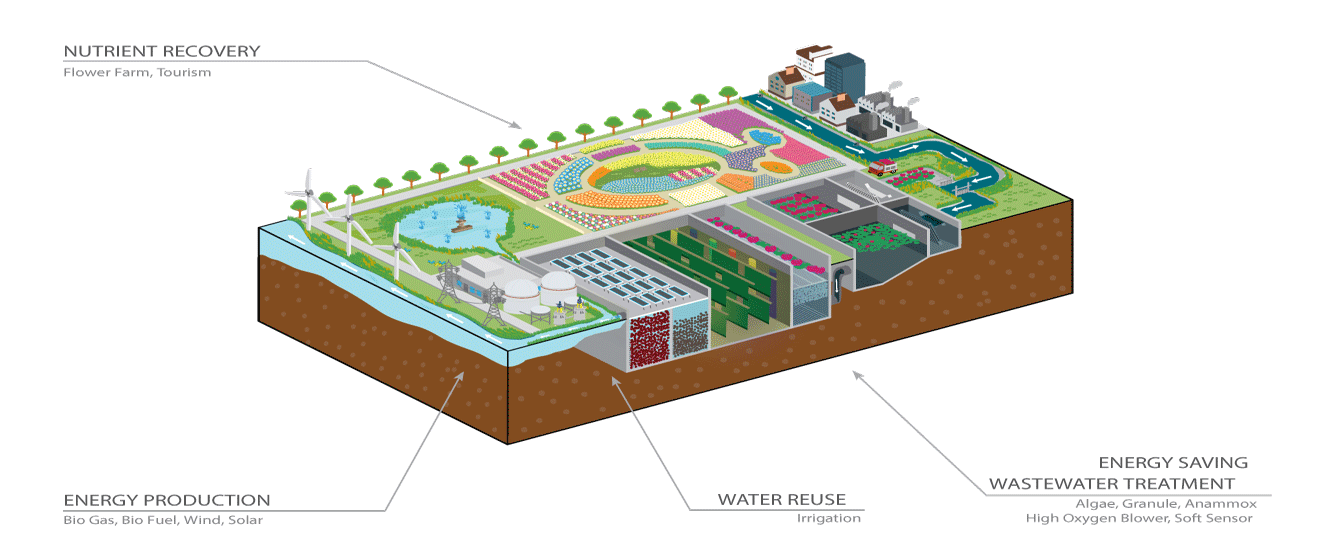 NUTRIENT RECOVERY
Flower Farm, Tourism
ENERGY PRODUCTION
Bio Gas, Bio Fuel, Wind, Solar
WATER REUSE
Irrigation
ENERGY SAVING
WASTEWATER TREATMENT
Algae, Granule, Anammox
High Oxygen Blower, Soft Sensor